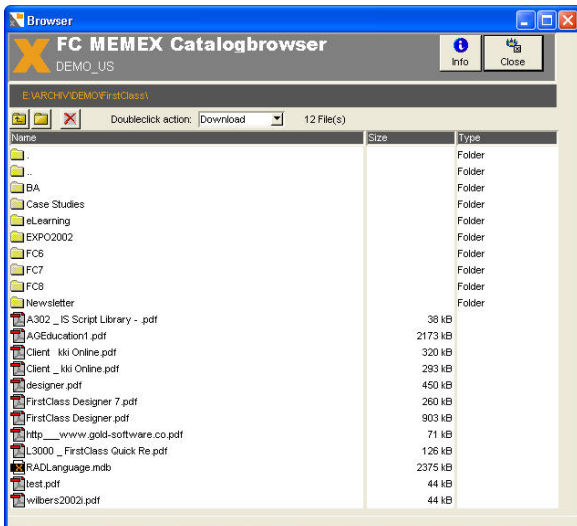 Browser
FC MEMEX Catalogbrowser
DEMO_US
Info
Close
E:\ARCHIV\DEMO\FirstClass\
Doubleclick action: Download 12 File(s)
Name Size Type
. Folder
.. Folder
BA Folder
Case Studies Folder
eLearning Folder
EXPO2002 Folder
FC6 Folder
FC7 Folder
FC8 Folder
Newsletter Folder
A302 _ IS Script Library - .pdf 38 kB
AGEducation1.pdf 2173 kB
Client kki Online.pdf 320 kB
Client _ kki Online.pdf 293 kB
designer.pdf 450 kB
FirstClass Designer 7.pdf 260 kB
FirstClass Designer.pdf 903 kB
http___www.gold-software.co.pdf 71 kB
L3000 _ FirstClass Quick Re.pdf 126 kB
RADLanguage.mdb 2375 kB
test.pdf 44 kB
wilbers2002i.pdf 44 kB